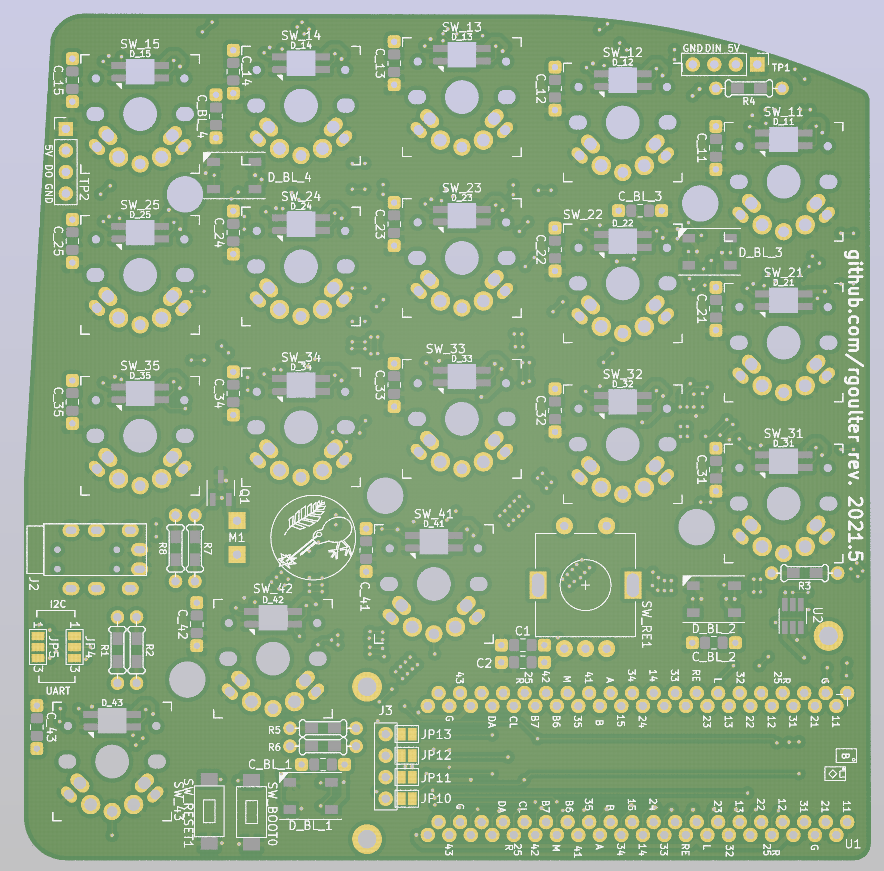 SW_15
D_15
C_15
SW_14
D_14
C_14
SW_13
D_13
C_13
SW_12
D_12
C_12
GND DIN 5V
TP1
R4
SW_11
D_11
C_11
C_BL_4
D_BL_4
5V DO GND
TP2
SW_25
D_25
C_25
SW_24
D_24
C_24
SW_23
D_23
C_23
C_BL_3
SW_22
D_22
C_22
D_BL_3
SW_21
D_21
C_21
github.com/rgoulter rev. 2021.5
SW_35
D_35
C_35
SW_34
D_34
C_34
SW_33
D_33
C_33
SW_32
D_32
C_32
SW_31
D_31
C_31
Q1
M1
J2
R8
R7
SW_41
D_41
C_41
SW_RE1
R3
U2
D_BL_2
C_BL_2
C1
C2
I2C
1 1
JP5
JP4
3 3
UART
R1
R2
C_42
SW_42
D_42
C_43
D_43
SW_43
SW_RESET1
SW_BOOT0
R5
R6
C_BL_1
D_BL_1
J3
JP13
JP12
JP11
JP10
43 R 25 42 M 41 A 34 14 33 RE L 32 25 R G
G DA CL B7 B6 35 B 15 24 23 13 22 12 31 21 11
B
G DA CL B7 B6 35 B 16 24 23 13 22 12 31 21 11
43 R 25 42 M 41 A 34 14 33 RE L 32 25 R G
U1